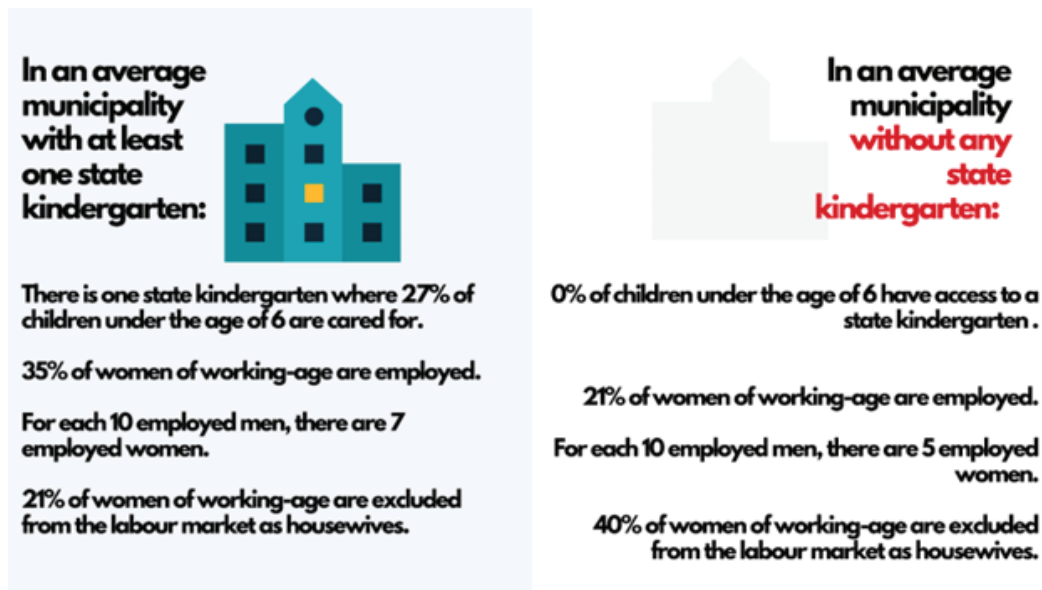 In an average
municipality
with at least
one state
kindergarten:
There is one state kindergarten where 27% of
children under the age of 6 are cared for.
35% of women of working-age are employed.
For each 10 employed men, there are 7
employed women.
21% of women of working-age are excluded
from the labour market as housewives.
In an average
municipality
without any
state
kindergarten:
0% of children under the age of 6 have access to a
state kindergarten .
21% of women of working-age are employed.
For each 10 employed men, there are 5 employed
women.
40% of women of working-age are excluded
from the labour market as housewives.